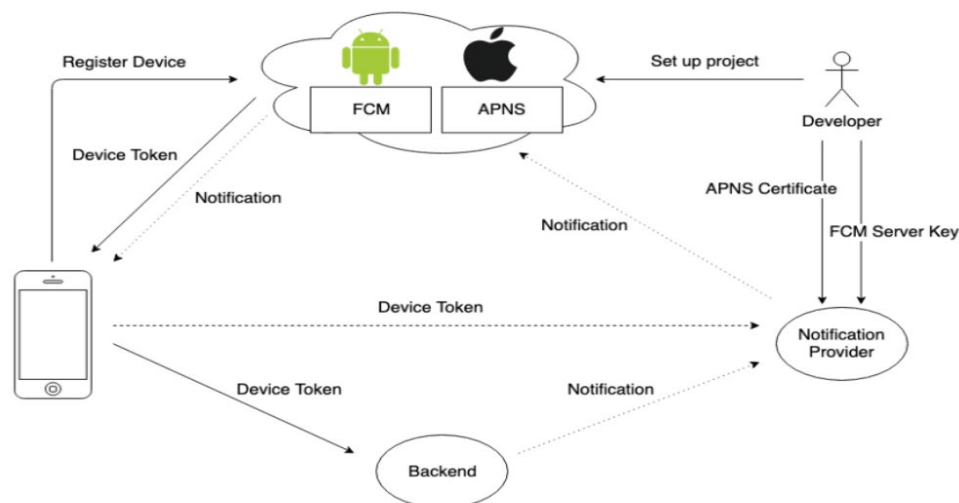 Register Device
Set up project
FCM
APNS
Developer
Device Token
APNS Certificate
Notification
Notification
FCM Server Key
Device Token
Notification
Provider
Device Token
Notification
Backend